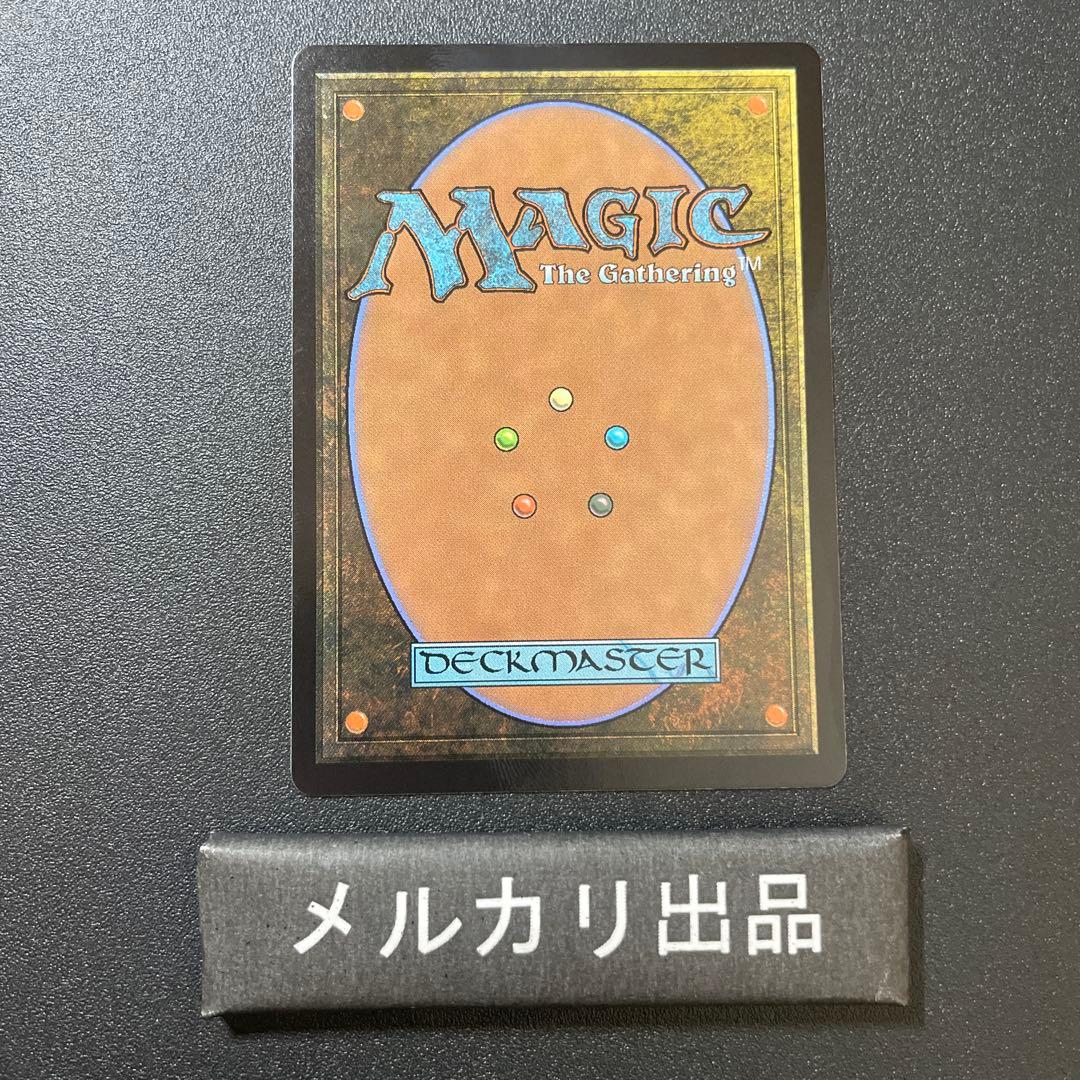 MAGIC
The Gathering™
DECKMASTER
メルカリ出品